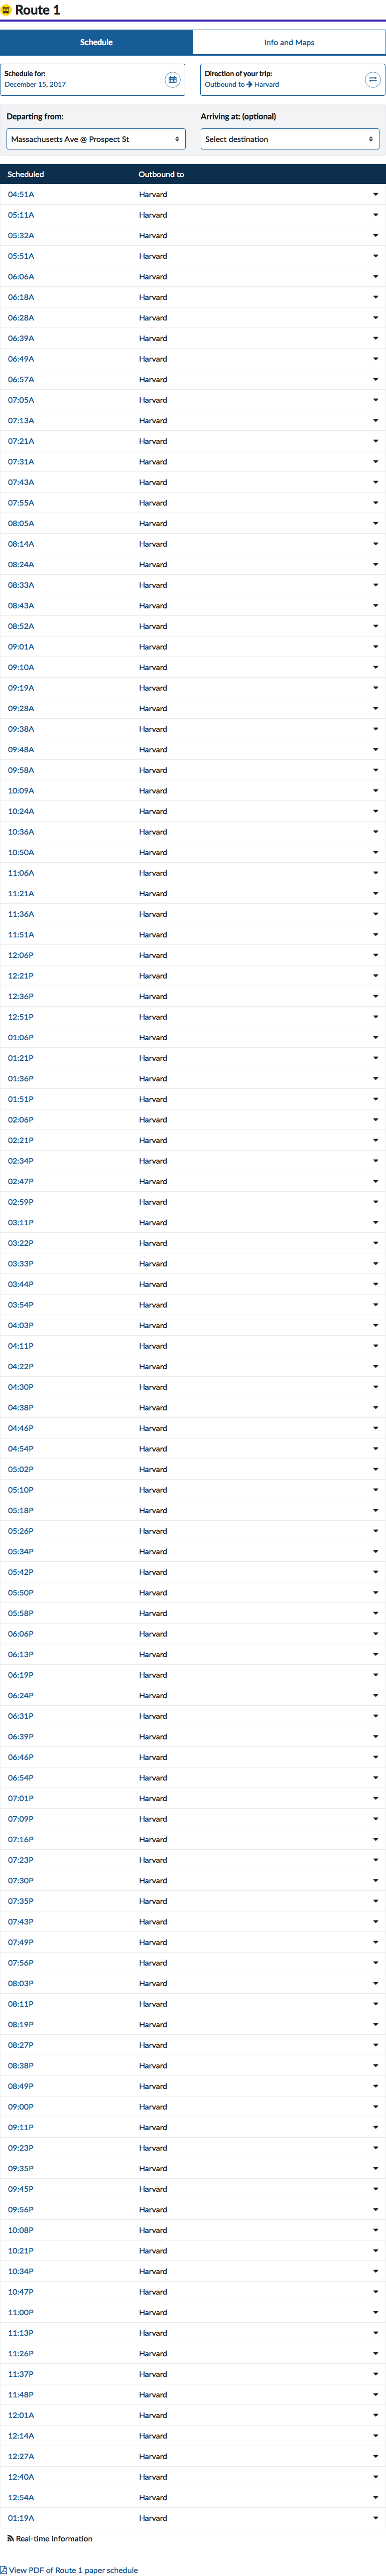 Route 1
Schedule Info and Maps
Schedule for: Direction of your trip:
December 15, 2017 Outbound to → Harvard
Departing from: Arriving at: (optional)
Massachusetts Ave @ Prospect St Select destination
Scheduled Outbound to
04:51A Harvard
05:11A Harvard
05:32A Harvard
05:51A Harvard
06:06A Harvard
06:18A Harvard
06:28A Harvard
06:39A Harvard
06:49A Harvard
06:57A Harvard
07:05A Harvard
07:13A Harvard
07:21A Harvard
07:31A Harvard
07:43A Harvard
07:55A Harvard
08:05A Harvard
08:14A Harvard
08:24A Harvard
08:33A Harvard
08:43A Harvard
08:52A Harvard
09:01A Harvard
09:10A Harvard
09:19A Harvard
09:28A Harvard
09:38A Harvard
09:48A Harvard
09:58A Harvard
10:09A Harvard
10:24A Harvard
10:36A Harvard
10:50A Harvard
11:06A Harvard
11:21A Harvard
11:36A Harvard
11:51A Harvard
12:06P Harvard
12:21P Harvard
12:36P Harvard
12:51P Harvard
01:06P Harvard
01:21P Harvard
01:36P Harvard
01:51P Harvard
02:06P Harvard
02:21P Harvard
02:34P Harvard
02:47P Harvard
02:59P Harvard
03:11P Harvard
03:22P Harvard
03:33P Harvard
03:44P Harvard
03:54P Harvard
04:03P Harvard
04:11P Harvard
04:22P Harvard
04:30P Harvard
04:38P Harvard
04:46P Harvard
04:54P Harvard
05:02P Harvard
05:10P Harvard
05:18P Harvard
05:26P Harvard
05:34P Harvard
05:42P Harvard
05:50P Harvard
05:58P Harvard
06:06P Harvard
06:13P Harvard
06:19P Harvard
06:24P Harvard
06:31P Harvard
06:39P Harvard
06:46P Harvard
06:54P Harvard
07:01P Harvard
07:09P Harvard
07:16P Harvard
07:23P Harvard
07:30P Harvard
07:35P Harvard
07:43P Harvard
07:49P Harvard
07:56P Harvard
08:03P Harvard
08:11P Harvard
08:19P Harvard
08:27P Harvard
08:38P Harvard
08:49P Harvard
09:00P Harvard
09:11P Harvard
09:23P Harvard
09:35P Harvard
09:45P Harvard
09:56P Harvard
10:08P Harvard
10:21P Harvard
10:34P Harvard
10:47P Harvard
11:00P Harvard
11:13P Harvard
11:26P Harvard
11:37P Harvard
11:48P Harvard
12:01A Harvard
12:14A Harvard
12:27A Harvard
12:40A Harvard
12:54A Harvard
01:19A Harvard
Real-time information
View PDF of Route 1 paper schedule